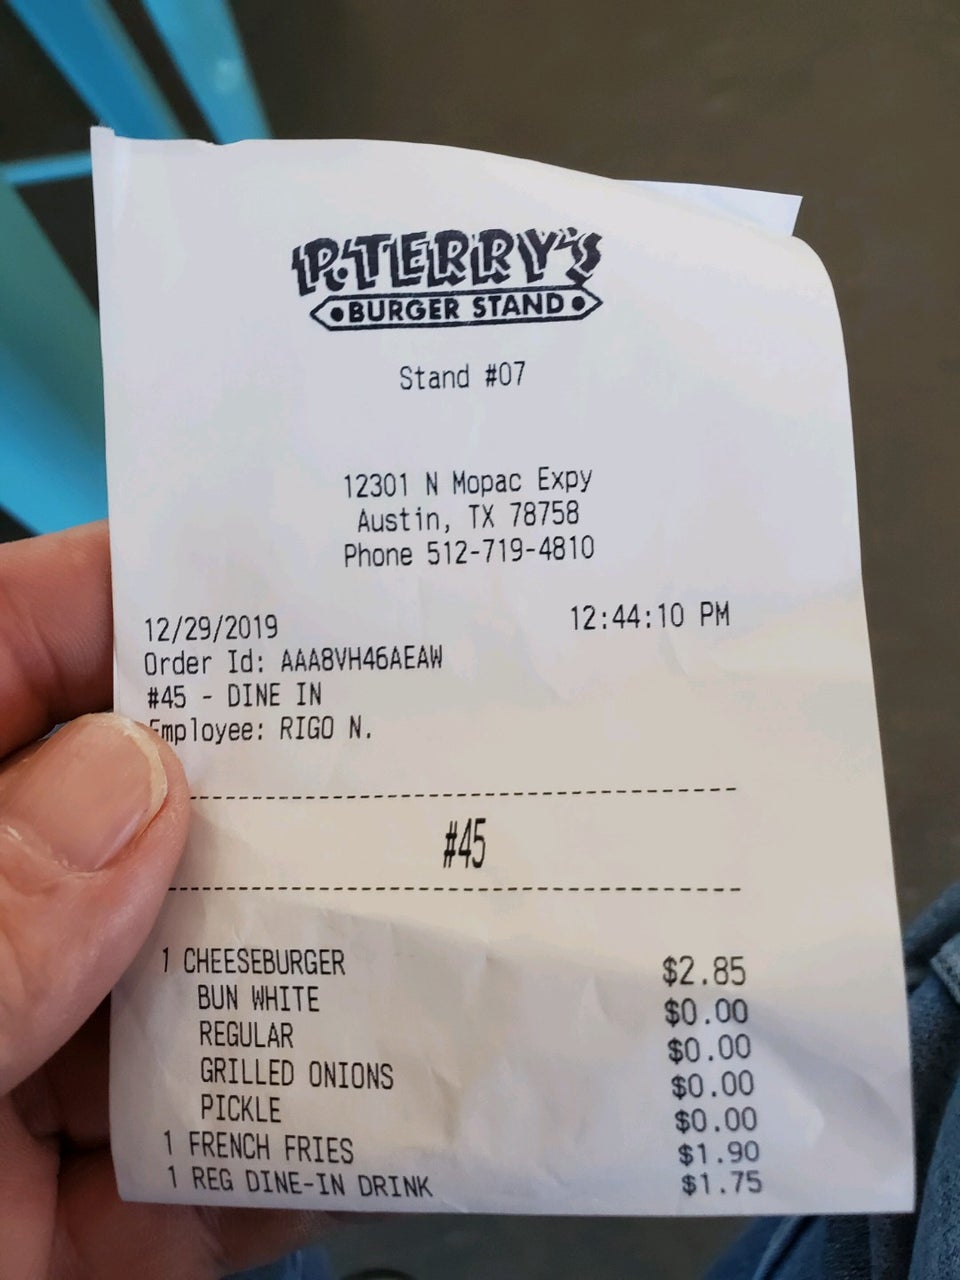 P.TERRY'S
BURGER STAND
Stand #07
12301 N Mopac Expy
Austin, TX 78758
Phone 512-719-4810
12/29/2019 12:44:10 PM
Order Id: AAA8VH46AEAW
#45 - DINE IN
Employee: RIGO N.
#45
1 CHEESEBURGER $2.85
BUN WHITE $0.00
REGULAR $0.00
GRILLED ONIONS $0.00
PICKLE $0.00
1 FRENCH FRIES $1.90
1 REG DINE-IN DRINK $1.75